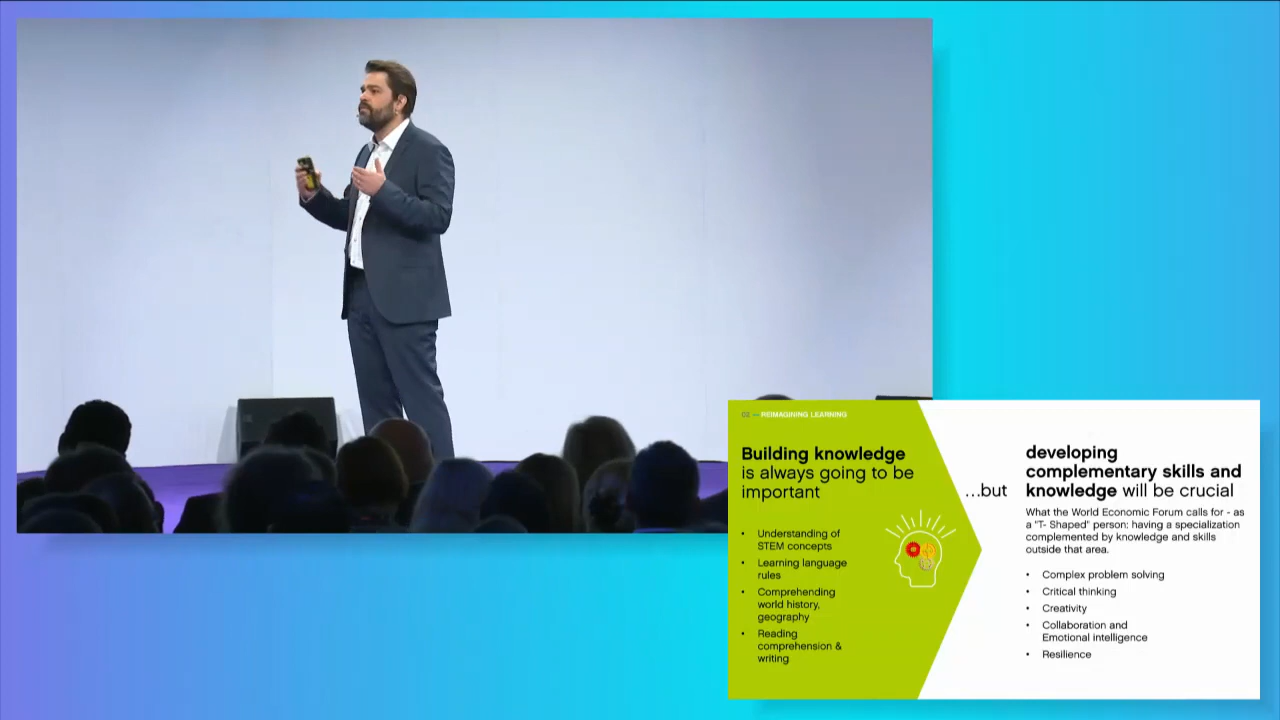 02 — REIMAGINING LEARNING
Building knowledge
is always going to be
important
• Understanding of
STEM concepts
• Learning language
rules
• Comprehending
world history,
geography
• Reading
comprehension &
writing
...but
developing
complementary skills and
knowledge will be crucial
What the World Economic Forum calls for - as
a "T- Shaped" person: having a specialization
complemented by knowledge and skills
outside that area.
• Complex problem solving
• Critical thinking
• Creativity
• Collaboration and
Emotional intelligence
• Resilience